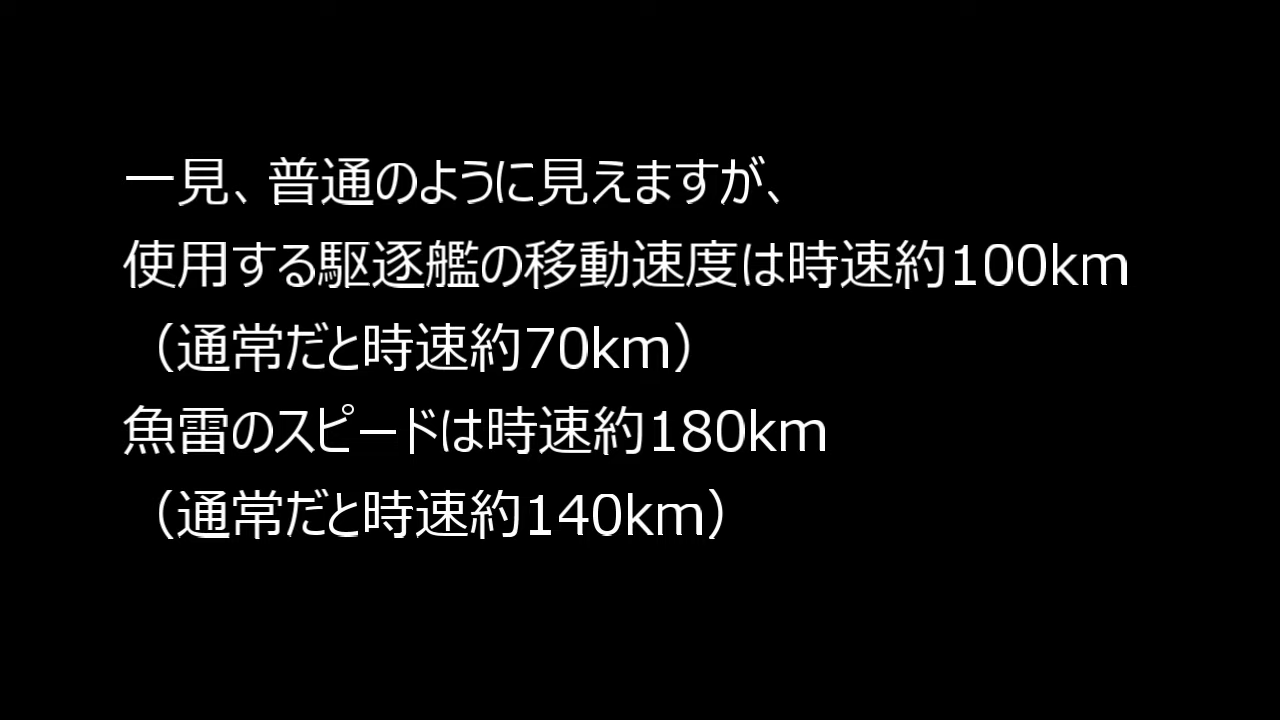 一見、普通のように見えますが、
使用する駆逐艦の移動速度は時速約100km
（通常だと時速約70km）
魚雷のスピードは時速約180km
（通常だと時速約140km）